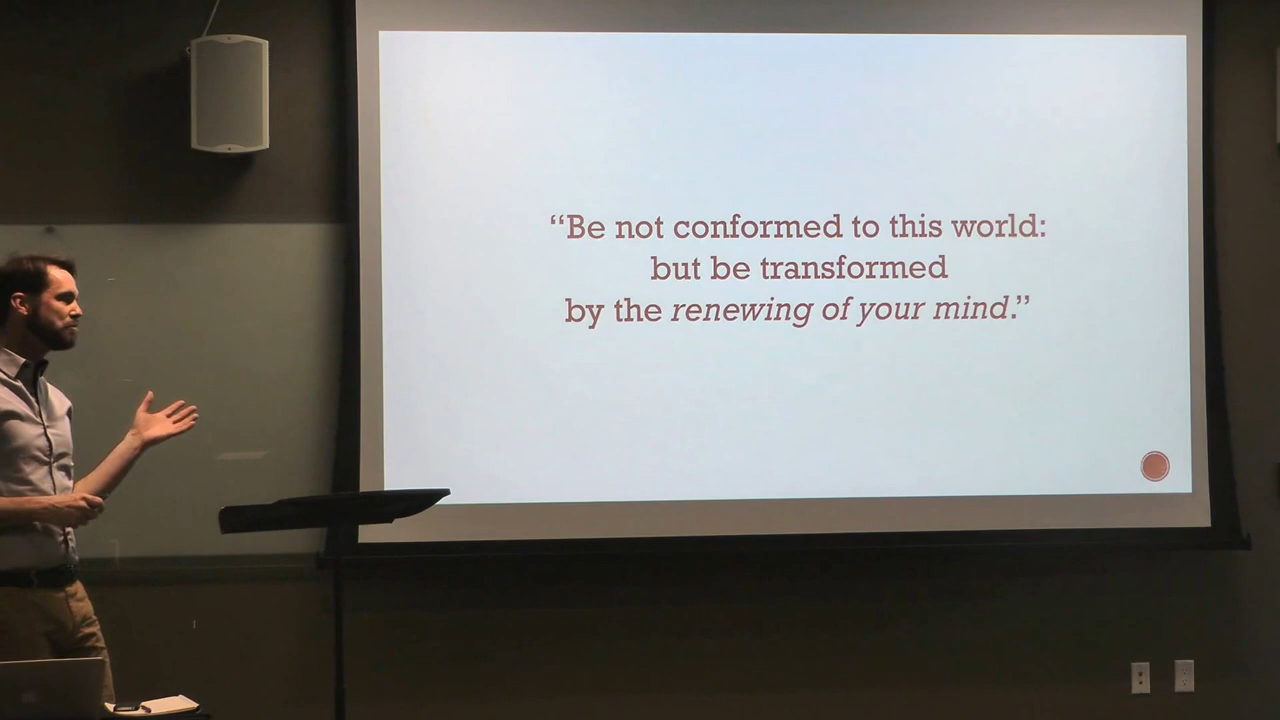 “Be not conformed to this world:
but be transformed
by the renewing of your mind.”